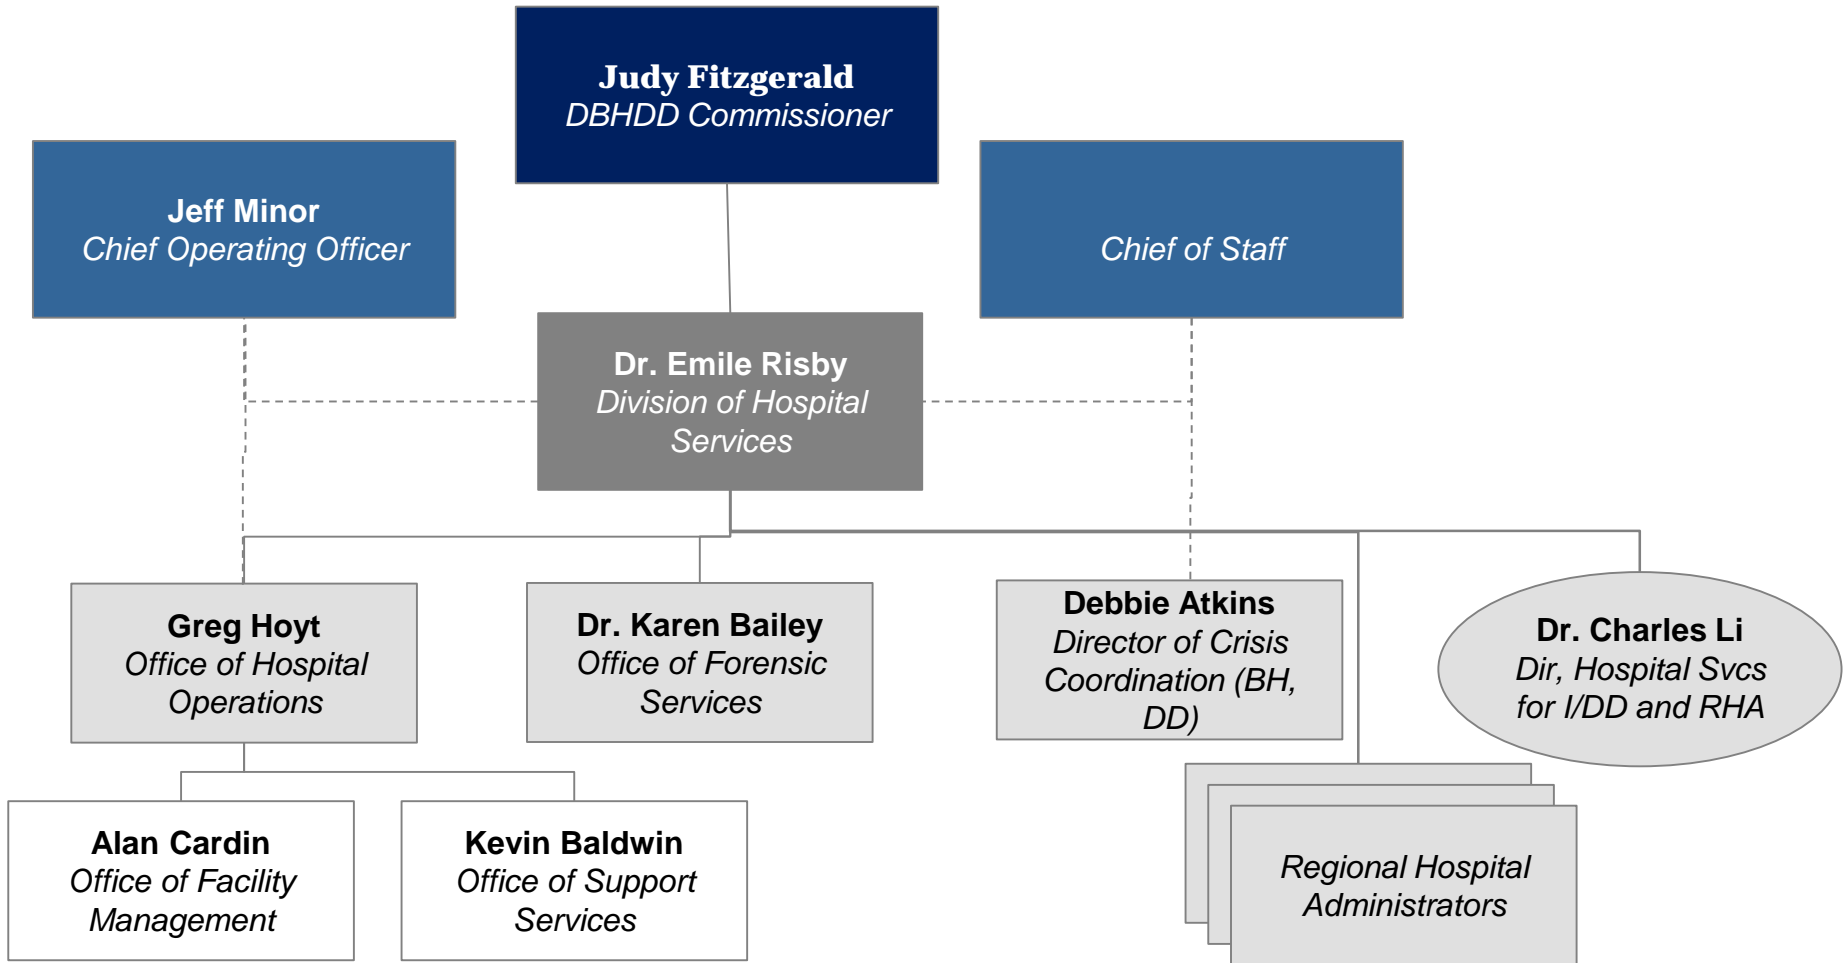 Judy Fitzgerald
DBHDD Commissioner
Jeff Minor
Chief Operating Officer
Chief of Staff
Dr. Emile Risby
Division of Hospital
Services
Greg Hoyt
Office of Hospital
Operations
Dr. Karen Bailey
Office of Forensic
Services
Debbie Atkins
Director of Crisis
Coordination (BH,
DD)
Dr. Charles Li
Dir, Hospital Svcs
for I/DD and RHA
Alan Cardin
Office of Facility
Management
Kevin Baldwin
Office of Support
Services
Regional Hospital
Administrators